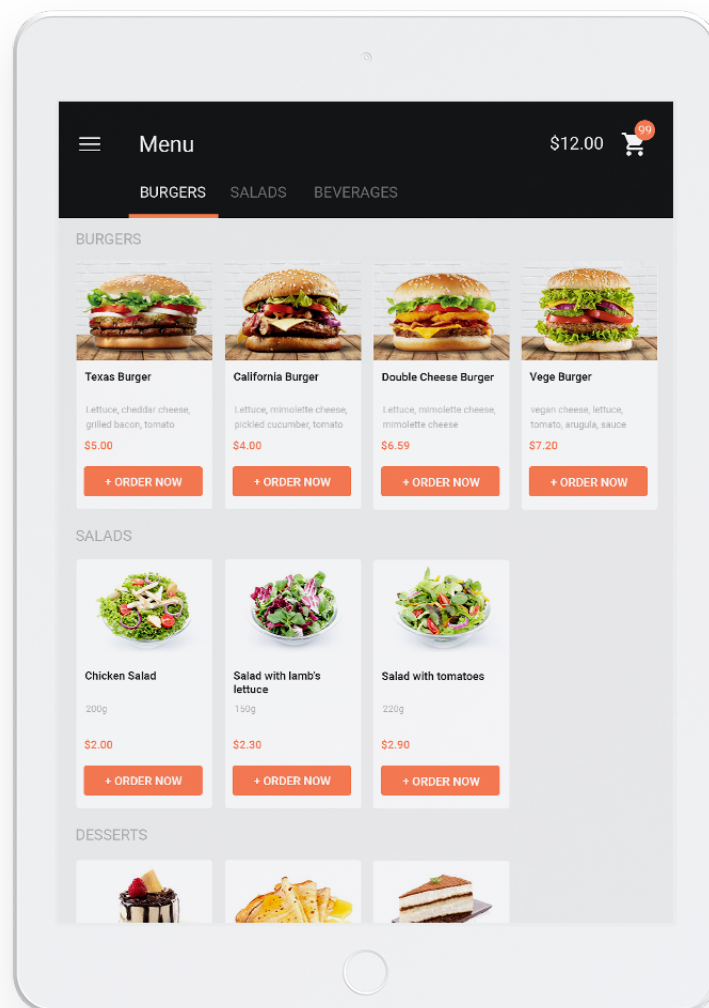 Menu
$12.00
99
BURGERS SALADS BEVERAGES
BURGERS
Texas Burger
Lettuce, cheddar cheese,
grilled bacon, tomato
$5.00
+ ORDER NOW
California Burger
Lettuce, mimolette cheese,
pickled cucumber, tomato
$4.00
+ ORDER NOW
Double Cheese Burger
Lettuce, mimolette cheese,
mimolette cheese
$6.59
+ ORDER NOW
Vege Burger
vegan cheese, lettuce,
tomato, arugula, sauce
$7.20
+ ORDER NOW
SALADS
Chicken Salad
200g
$2.00
+ ORDER NOW
Salad with lamb's
lettuce
150g
$2.30
+ ORDER NOW
Salad with tomatoes
220g
$2.90
+ ORDER NOW
DESSERTS